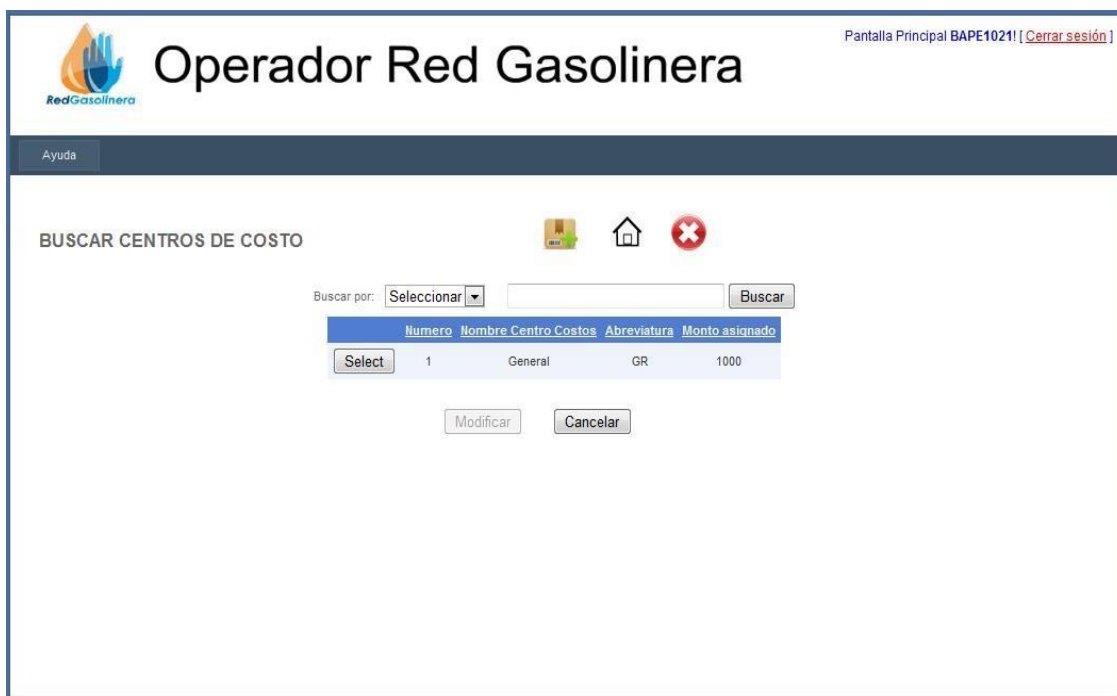 Pantalla Principal BAPE1021! [ Cerrar sesión ]
Operador Red Gasolinera
RedGasolinera
Ayuda
BUSCAR CENTROS DE COSTO
Buscar por: Seleccionar Buscar
Numero Nombre Centro Costos Abreviatura Monto asignado
Select 1 General GR 1000
Modificar Cancelar